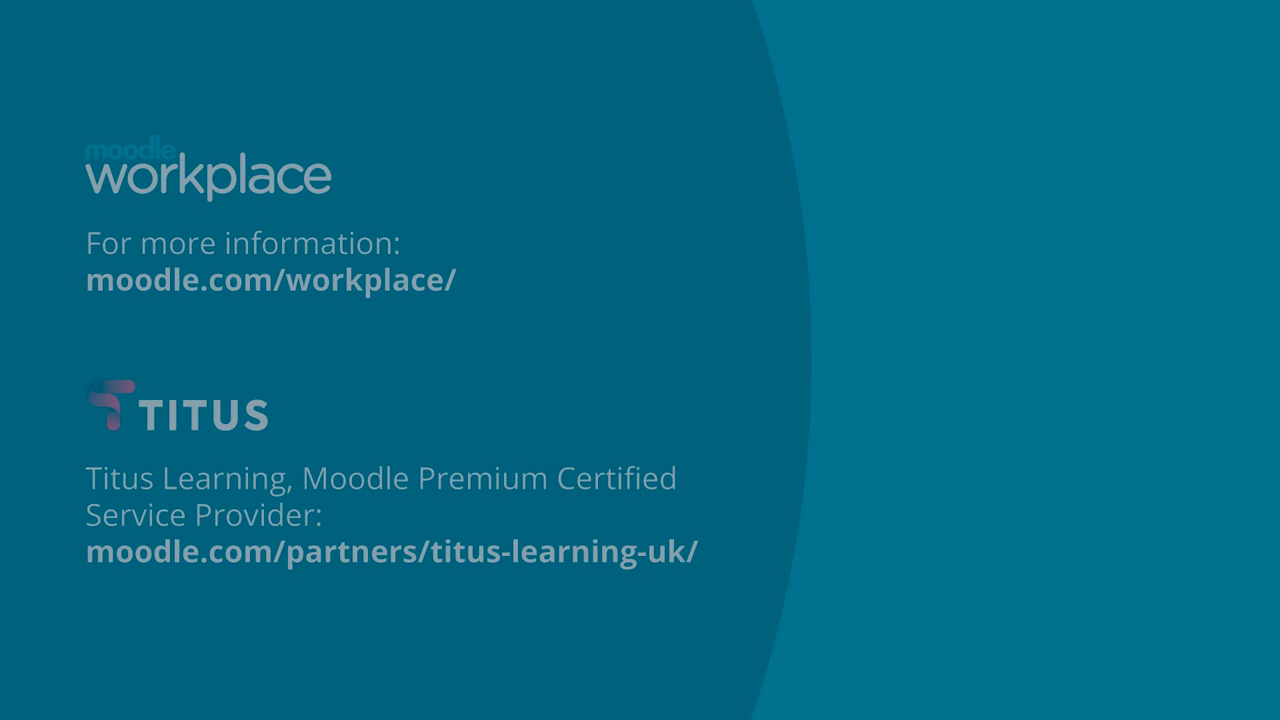 moodle
workplace
For more information:
moodle.com/workplace/
TITUS
Titus Learning, Moodle Premium Certified
Service Provider:
moodle.com/partners/titus-learning-uk/